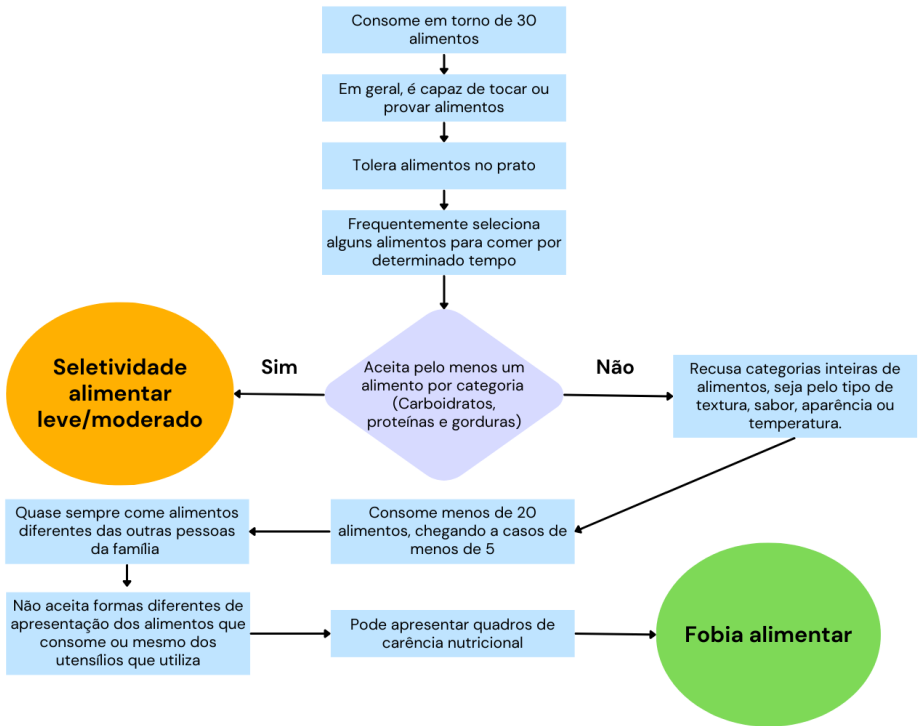 Consome em torno de 30
alimentos
Em geral, é capaz de tocar ou
provar alimentos
Tolera alimentos no prato
Frequentemente seleciona
alguns alimentos para comer por
determinado tempo
Seletividade
alimentar
leve/moderado
Sim
Aceita pelo menos um
alimento por categoria
(Carboidratos,
proteínas e gorduras)
Não
Recusa categorias inteiras de
alimentos, seja pelo tipo de
textura, sabor, aparência ou
temperatura.
Consome menos de 20
alimentos, chegando a casos de
menos de 5
Quase sempre come alimentos
diferentes das outras pessoas
da família
Não aceita formas diferentes de
apresentação dos alimentos que
consome ou mesmo dos
utensílios que utiliza
Pode apresentar quadros de
carência nutricional
Fobia alimentar